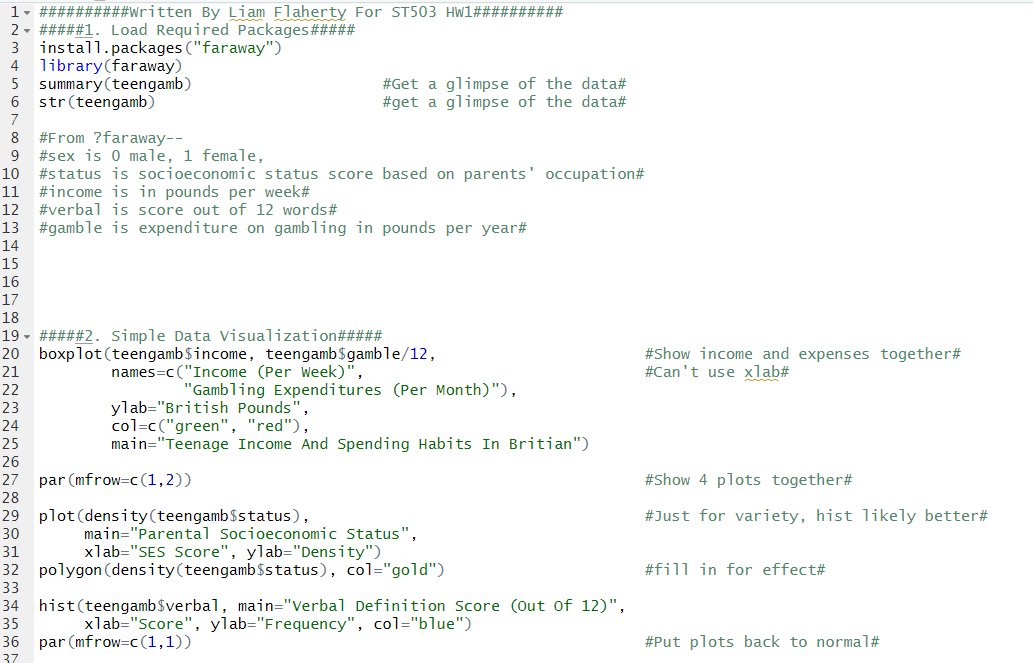 1 ##########Written By Liam Flaherty For ST503 HW1##########
2 #####1. Load Required Packages#####
3 install.packages("faraway")
4 library(faraway)
5 summary(teengamb) #Get a glimpse of the data#
6 str(teengamb) #get a glimpse of the data#
7
8 #From ?faraway--
9 #sex is 0 male, 1 female,
10 #status is socioeconomic status score based on parents' occupation#
11 #income is in pounds per week#
12 #verbal is score out of 12 words#
13 #gamble is expenditure on gambling in pounds per year#
14
15
16
17
18
19 #####2. Simple Data Visualization#####
20 boxplot(teengamb$income, teengamb$gamble/12, #Show income and expenses together#
21 names=c("Income (Per Week)", #Can't use xlab#
22 "Gambling Expenditures (Per Month)"),
23 ylab="British Pounds",
24 col=c("green", "red"),
25 main="Teenage Income And Spending Habits In Britian")
26
27 par(mfrow=c(1,2)) #Show 4 plots together#
28
29 plot(density(teengamb$status), #Just for variety, hist likely better#
30 main="Parental Socioeconomic Status",
31 xlab="SES Score", ylab="Density")
32 polygon(density(teengamb$status), col="gold") #fill in for effect#
33
34 hist(teengamb$verbal, main="Verbal Definition Score (Out Of 12)",
35 xlab="Score", ylab="Frequency", col="blue")
36 par(mfrow=c(1,1)) #Put plots back to normal#
37